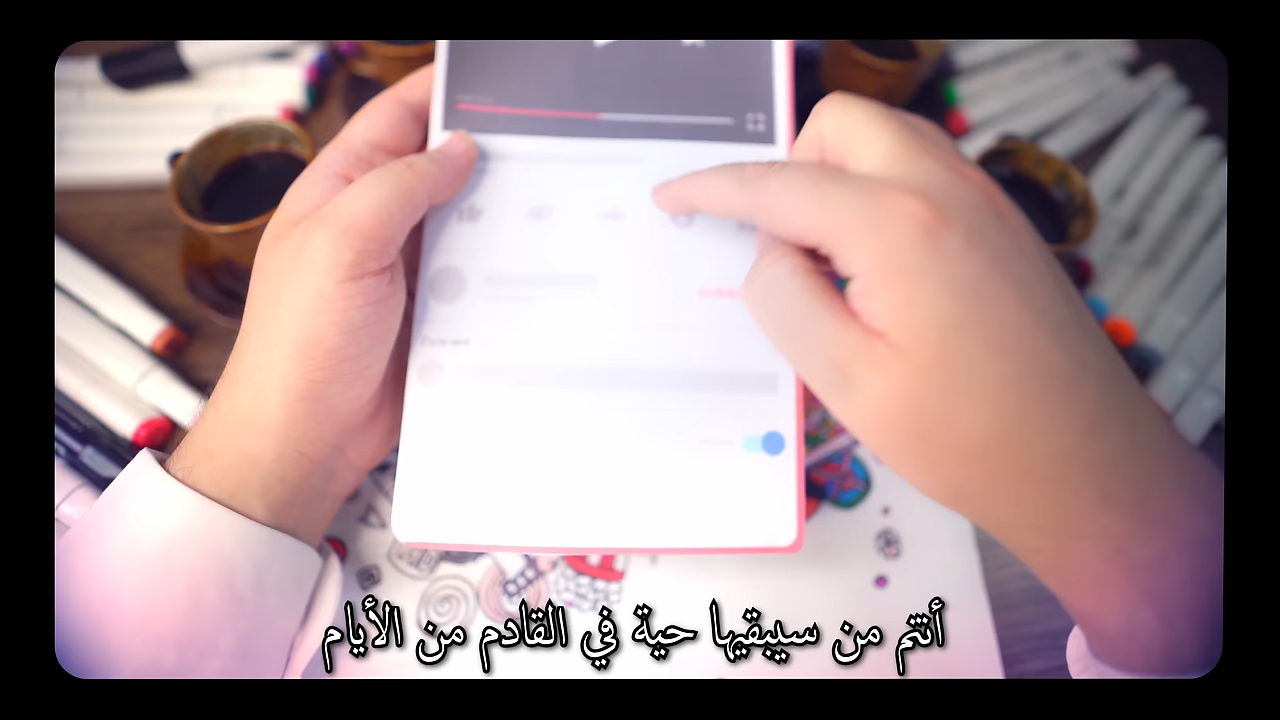 أنتم من سيبقيها حية في القادم من الأيام